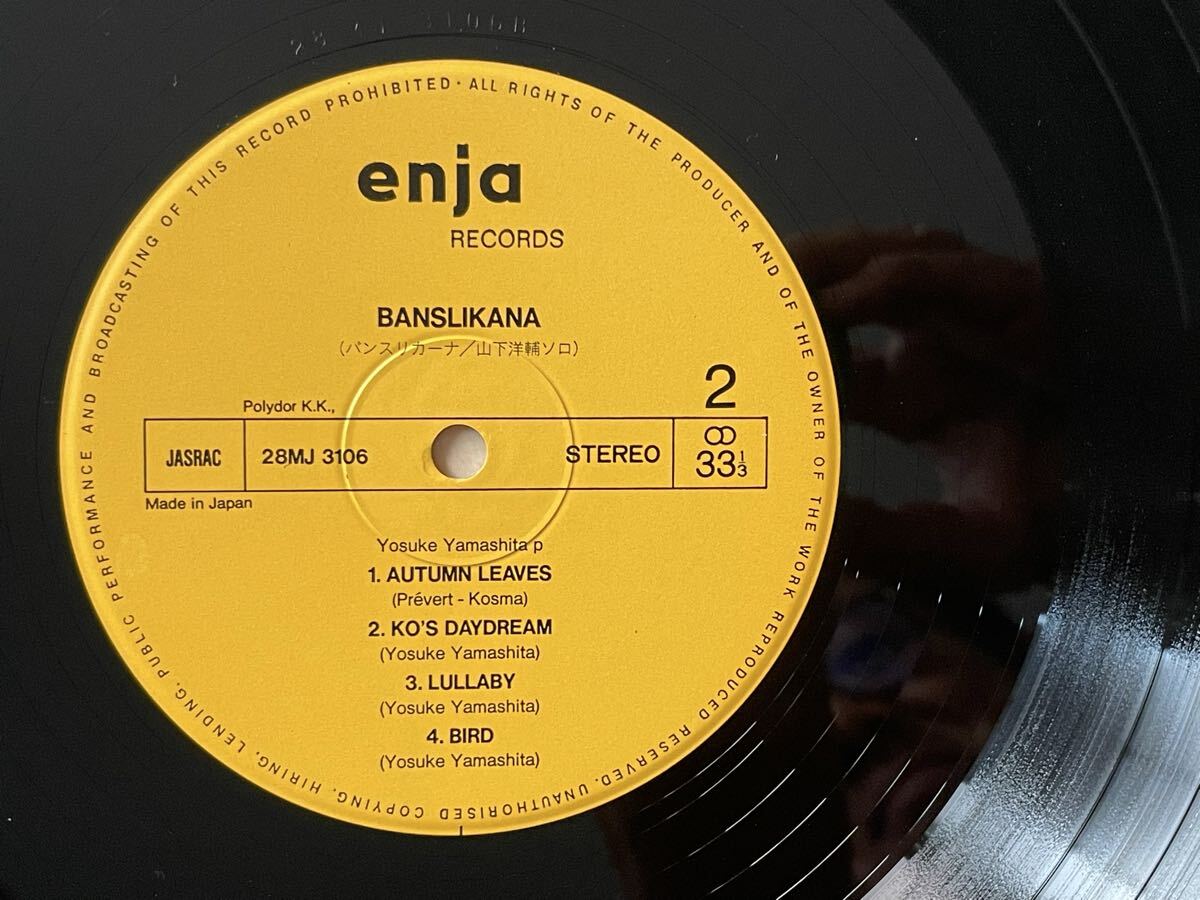 enja
RECORDS
BANSLIKANA
(バンスリカーナ/山下洋輔ソロ)
2
Polydor K.K.,
JASRAC
28MJ 3106
STEREO
33 1/3
Made in Japan
Yosuke Yamashita p
1. AUTUMN LEAVES
(Prévert - Kosma)
2. KO'S DAYDREAM
(Yosuke Yamashita)
3. LULLABY
(Yosuke Yamashita)
4. BIRD
(Yosuke Yamashita)
ALL RIGHTS OF THE PRODUCER AND OF THE OWNER OF THE WORK REPRODUCED RESERVED. UNAUTHORISED COPYING, HIRING, LENDING, PUBLIC PERFORMANCE AND BROADCASTING OF THIS RECORD PROHIBITED ·